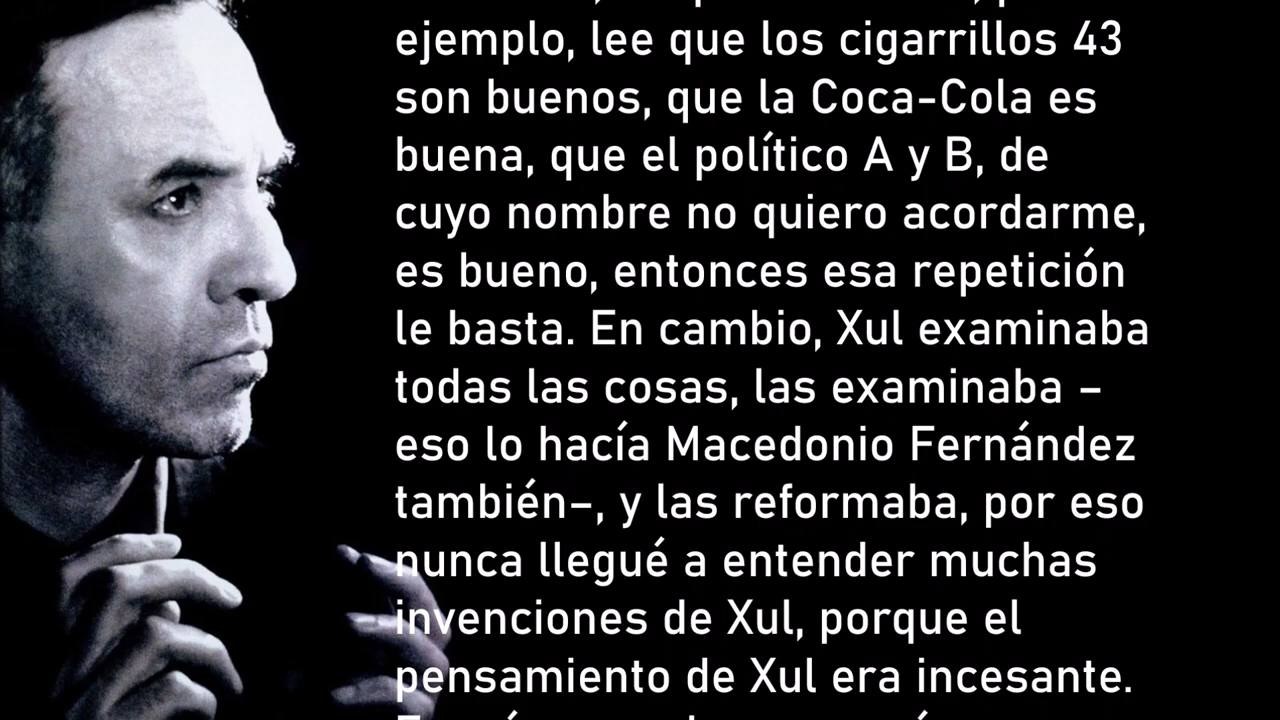 ejemplo, lee que los cigarrillos 43
son buenos, que la Coca-Cola es
buena, que el político A y B, de
cuyo nombre no quiero acordarme,
es bueno, entonces esa repetición
le basta. En cambio, Xul examinaba
todas las cosas, las examinaba –
eso lo hacía Macedonio Fernández
también–, y las reformaba, por eso
nunca llegué a entender muchas
invenciones de Xul, porque el
pensamiento de Xul era incesante.